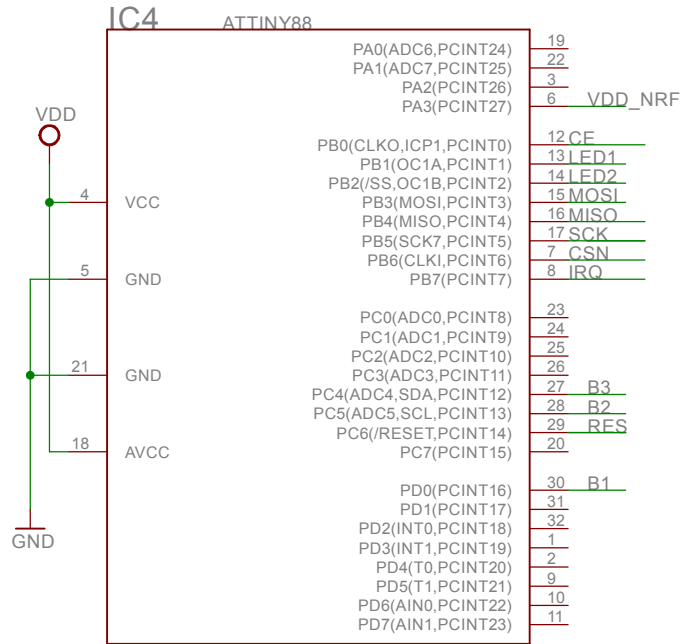 IC4 ATTINY88
PA0(ADC6,PCINT24) 19
PA1(ADC7,PCINT25) 22
PA2(PCINT26) 3
PA3(PCINT27) 6 VDD_NRF
VDD
PB0(CLKO,ICP1,PCINT0) 12 CE
PB1(OC1A,PCINT1) 13 LED1
PB2(/SS,OC1B,PCINT2) 14 LED2
4 VCC PB3(MOSI,PCINT3) 15 MOSI
PB4(MISO,PCINT4) 16 MISO
PB5(SCK7,PCINT5) 17 SCK
PB6(CLKI,PCINT6) 7 CSN
5 GND PB7(PCINT7) 8 IRQ
PC0(ADC0,PCINT8) 23
PC1(ADC1,PCINT9) 24
PC2(ADC2,PCINT10) 25
21 GND PC3(ADC3,PCINT11) 26
PC4(ADC4,SDA,PCINT12) 27 B3
PC5(ADC5,SCL,PCINT13) 28 B2
PC6(/RESET,PCINT14) 29 RES
18 AVCC PC7(PCINT15) 20
PD0(PCINT16) 30 B1
PD1(PCINT17) 31
PD2(INT0,PCINT18) 32
GND PD3(INT1,PCINT19) 1
PD4(T0,PCINT20) 2
PD5(T1,PCINT21) 9
PD6(AIN0,PCINT22) 10
PD7(AIN1,PCINT23) 11